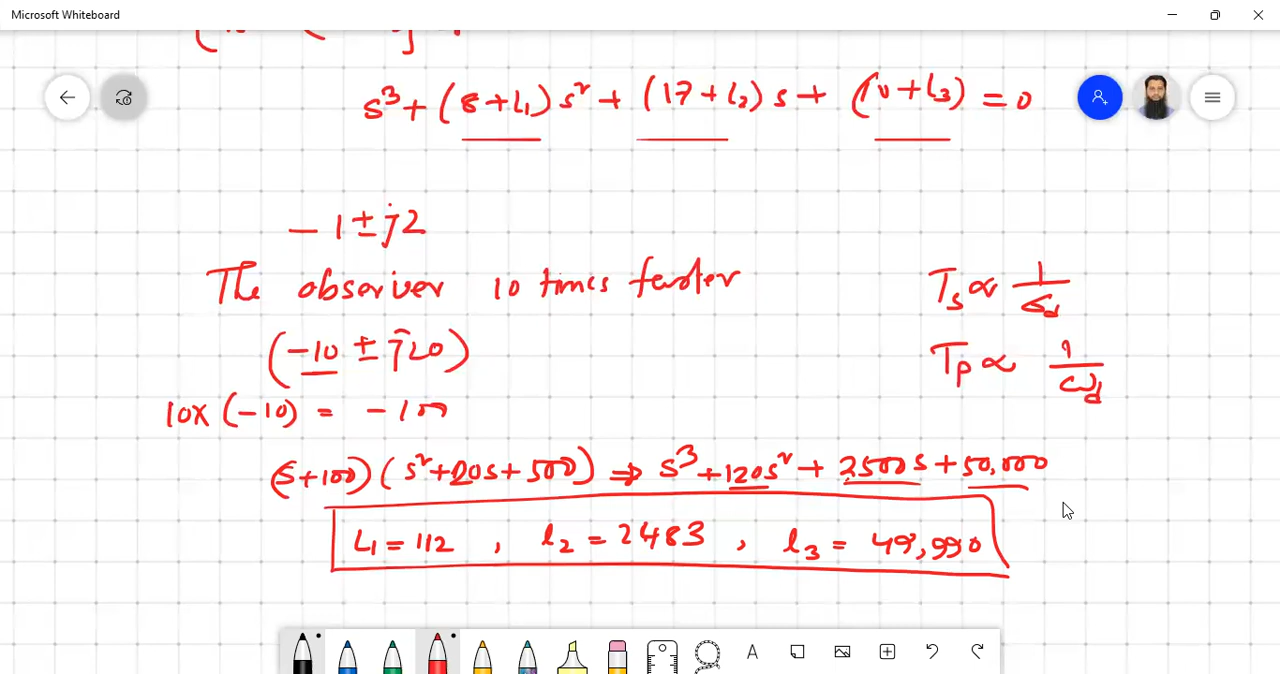 Microsoft Whiteboard
s³ + (8+l₁) s² + (17+l₂) s + (10+l₃) = 0
-1 ± j2
The observer 10 times faster
Ts ∝ 1/σd
(-10 ± j20)
Tp ∝ 1/ωd
10x (-10) = -100
(s+100)(s²+20s+500) ⇒ s³ + 120s² + 2500s + 50,000
L₁ = 112 , l₂ = 2483 , l₃ = 49,990